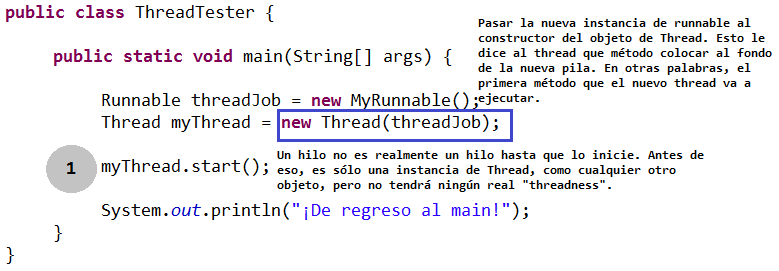 public class ThreadTester {
Pasar la nueva instancia de runnable al
constructor del objeto de Thread. Esto le
dice al thread que método colocar al fondo
de la nueva pila. En otras palabras, el
primera método que el nuevo thread va a
ejecutar.
public static void main(String[] args) {
Runnable threadJob = new MyRunnable();
Thread myThread = new Thread(threadJob);
1
myThread.start();
Un hilo no es realmente un hilo hasta que lo inicie. Antes de
eso, es sólo una instancia de Thread, como cualquier otro
objeto, pero no tendrá ningún real "threadness".
System.out.println("¡De regreso al main!");
}
}